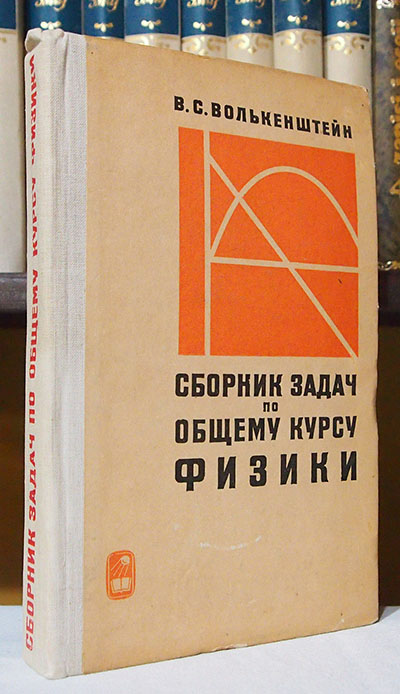 В. С. ВОЛЬКЕНШТЕЙН
СБОРНИК ЗАДАЧ
по
ОБЩЕМУ КУРСУ
ФИЗИКИ
СБОРНИК ЗАДАЧ ПО ОБЩЕМУ КУРСУ ФИЗИКИ